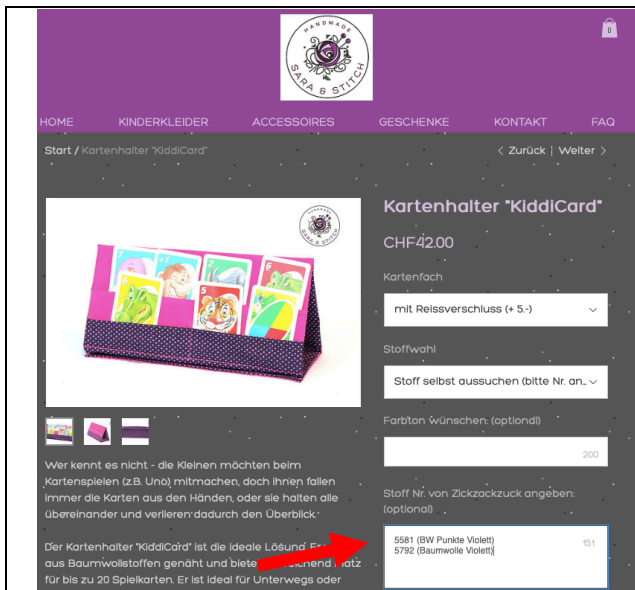 HANDMADE
SARA & STITCH
0
HOME KINDERKLEIDER ACCESSOIRES GESCHENKE KONTAKT FAQ
Start / Kartenhalter "KiddiCard"
< Zurück | Weiter >
HANDMADE
SARA & STITCH
Kartenhalter "KiddiCard"
CHF42.00
Kartenfach
mit Reissverschluss (+ 5.-)
Stoffwahl
Stoff selbst aussuchen (bitte Nr. an...
Farbton wünschen: (optional)
200
Stoff Nr. von Zickzackzuck angeben:
(optional)
5581 (BW Punkte Violett)
5792 (Baumwolle Violett)
151
Wer kennt es nicht - die Kleinen möchten beim
Kartenspielen (z.B. Uno) mitmachen, doch ihnen fallen
immer die Karten aus den Händen, oder sie halten alle
übereinander und verlieren dadurch den Überblick.
Der Kartenhalter "KiddiCard" ist die ideale Lösung.
aus Baumwollstoffen genäht und Platz
für bis zu 20 Spielkarten. Er ist ideal für Unterwegs oder